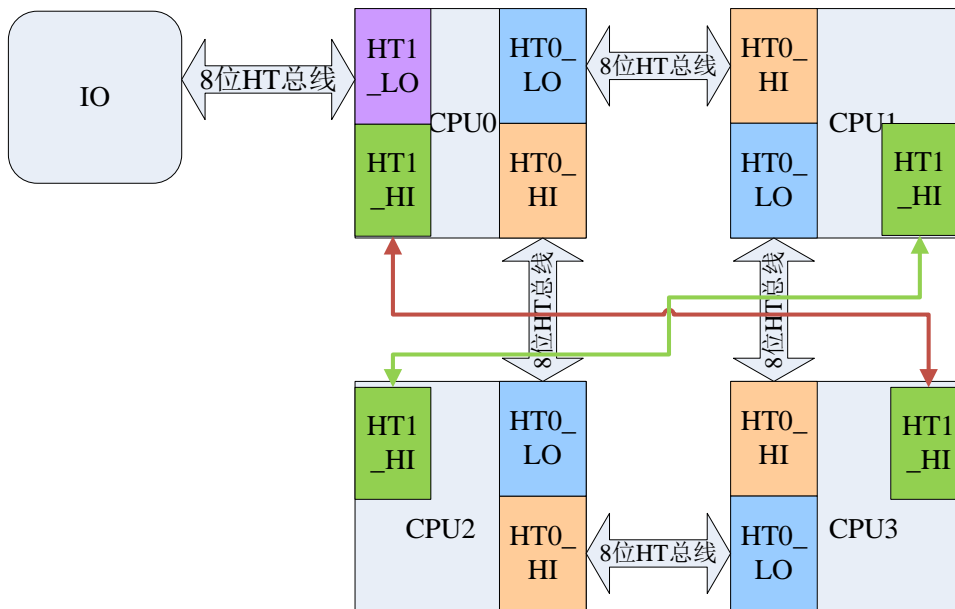 IO
8位HT总线
HT1
_LO
HT1
_HI
CPU0
HT0_
LO
HT0_
HI
8位HT总线
HT0_
HI
HT0_
LO
CPU1
HT1
_HI
8位HT总线
8位HT总线
HT1
_HI
CPU2
HT0_
LO
HT0_
HI
8位HT总线
HT0_
HI
HT0_
LO
CPU3
HT1
_HI